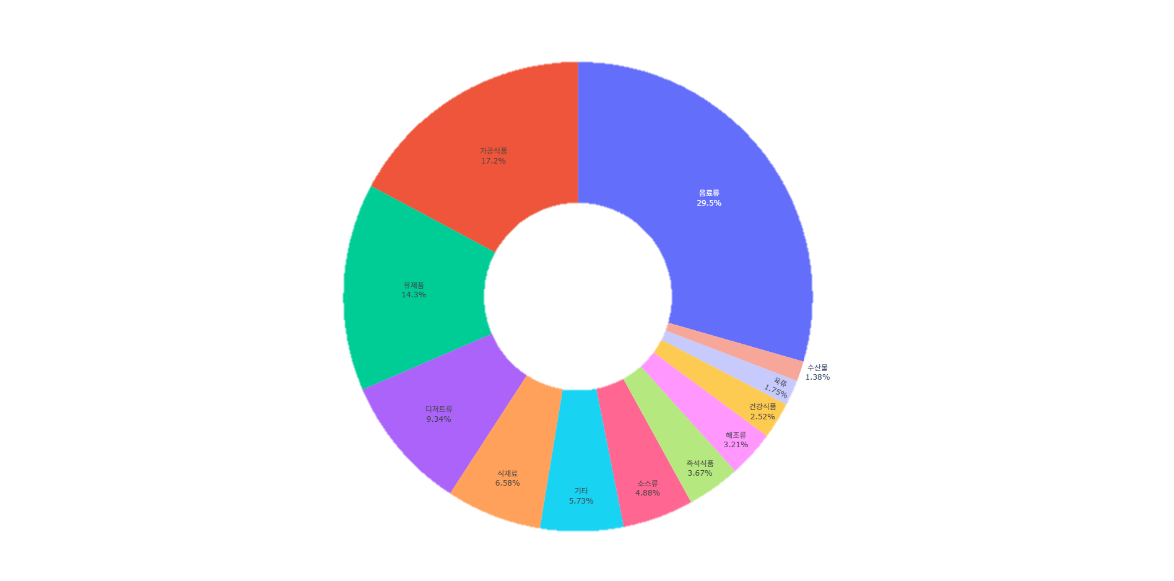 음료류
29.5%
가공식품
17.2%
유제품
14.3%
디저트류
9.34%
식재료
6.58%
기타
5.73%
소스류
4.88%
즉석식품
3.67%
해조류
3.21%
건강식품
2.52%
육류
1.75%
수산물
1.38%